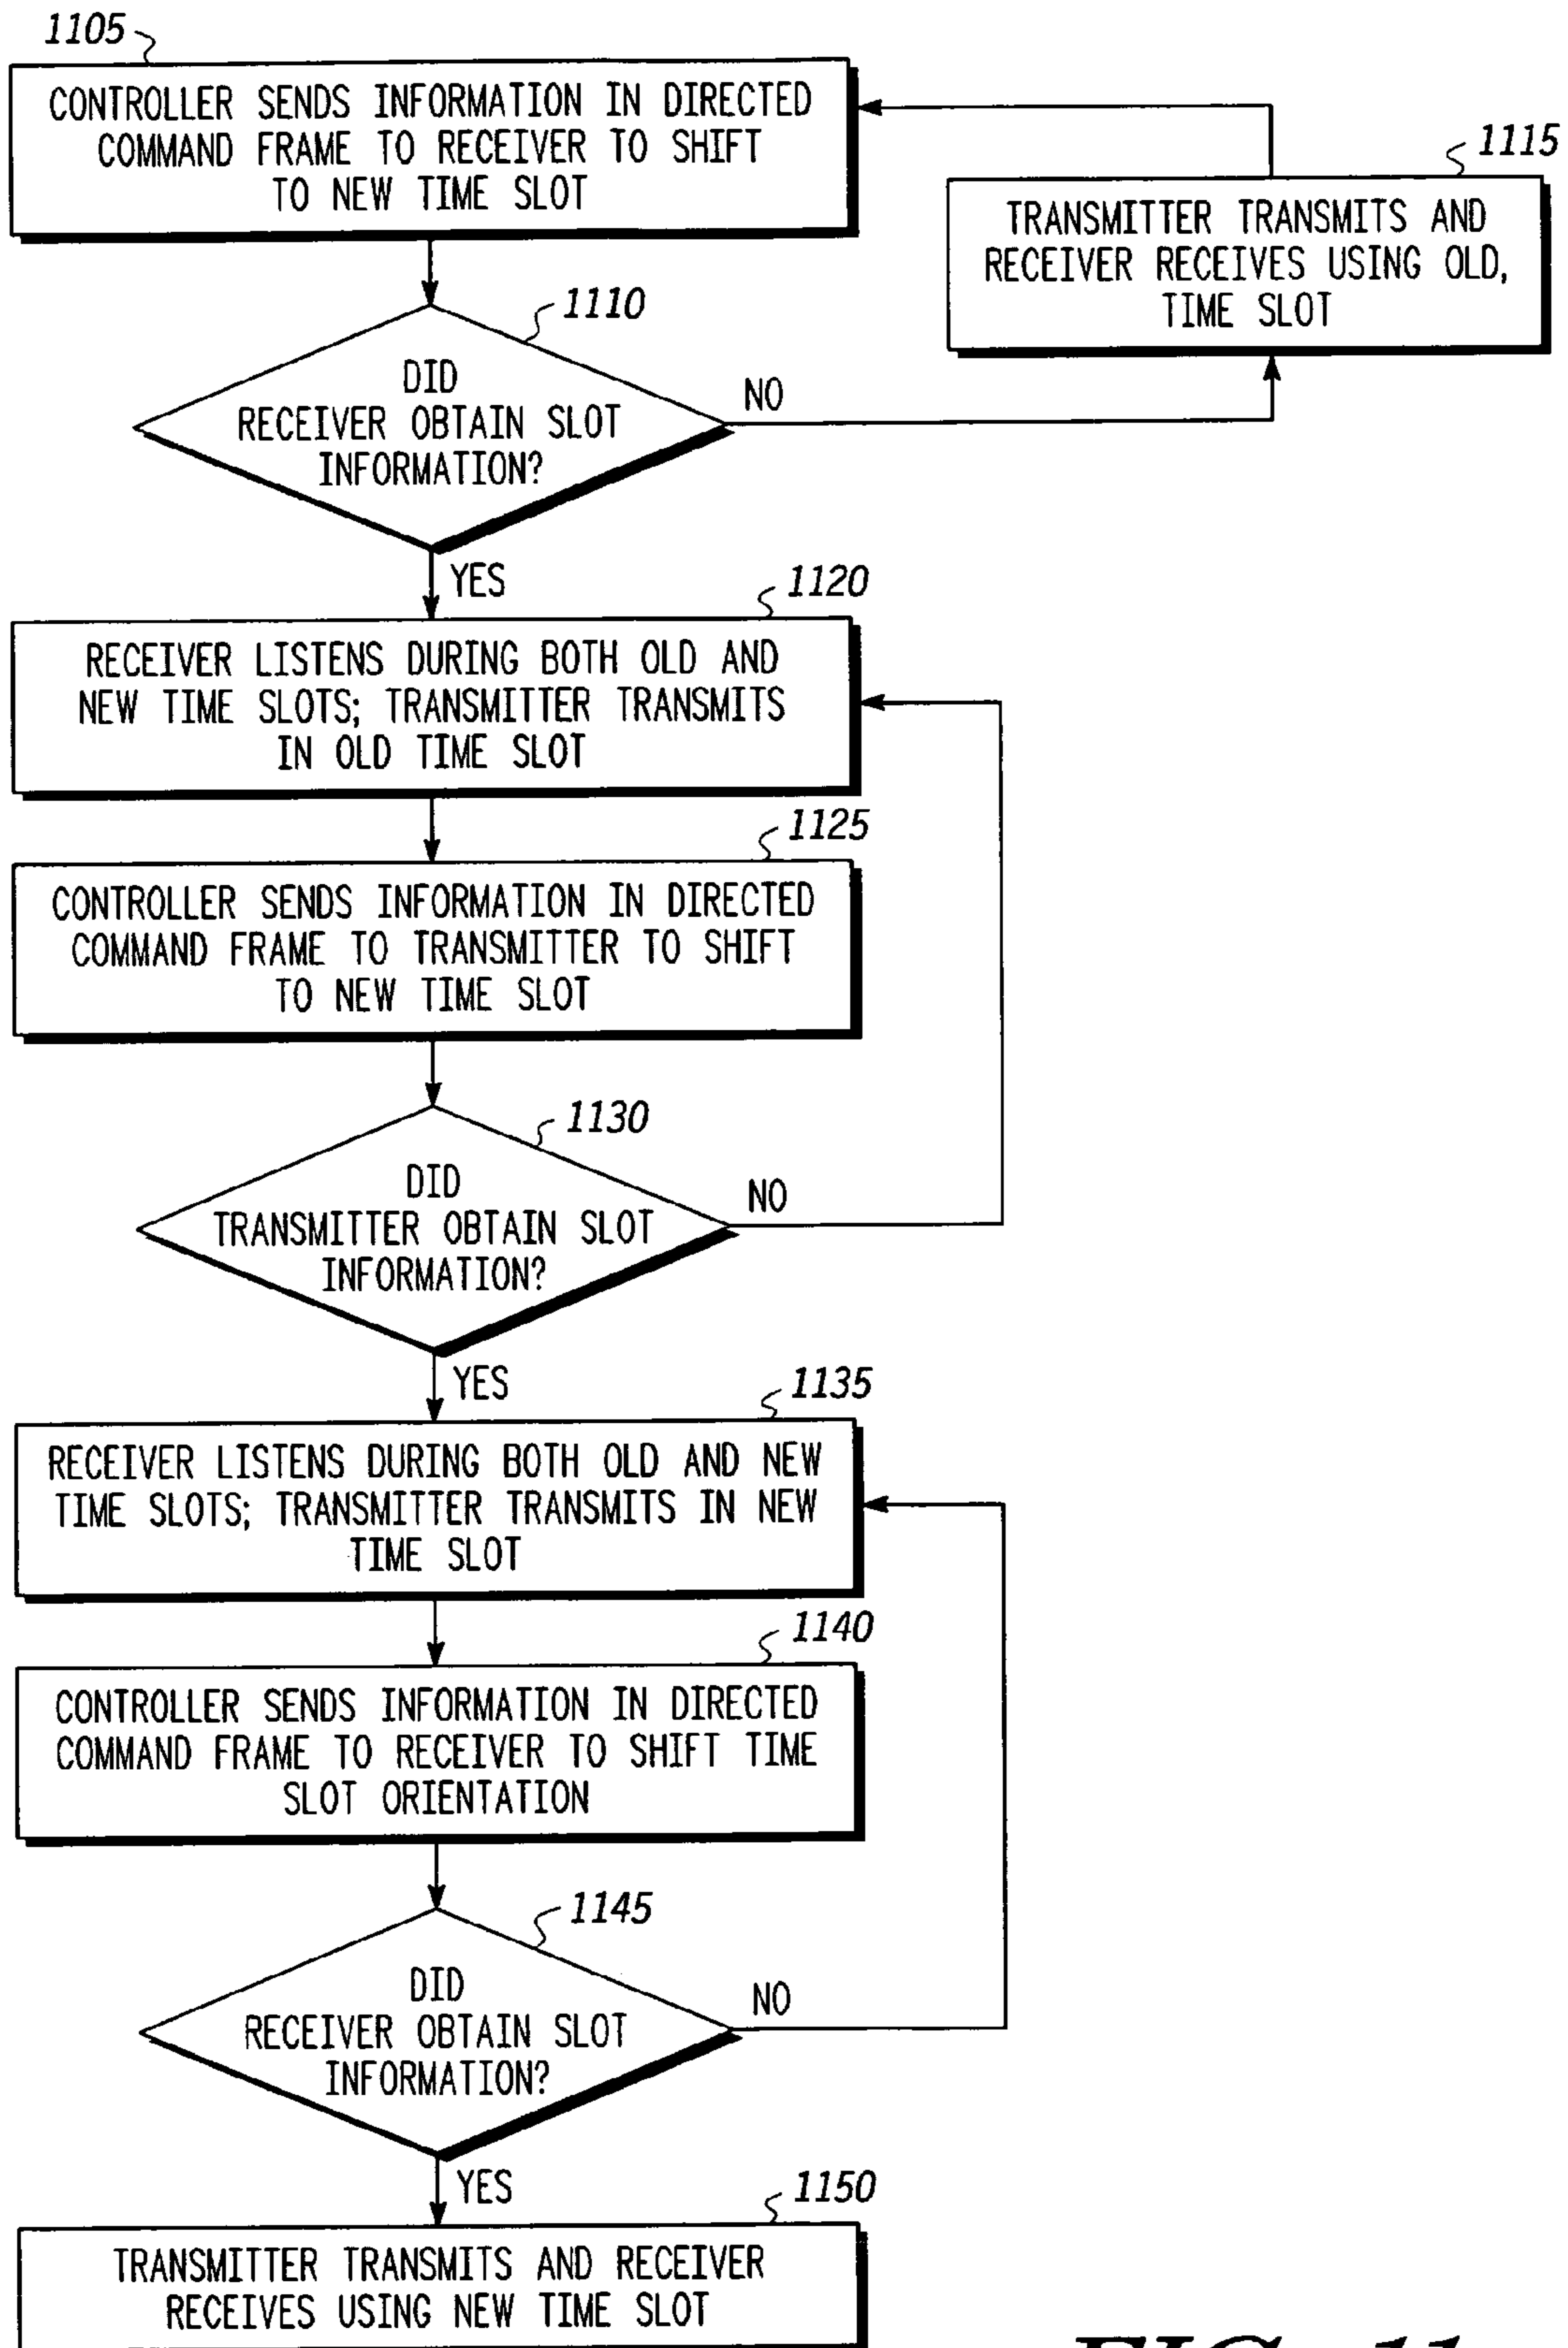 1105
CONTROLLER SENDS INFORMATION IN DIRECTED
COMMAND FRAME TO RECEIVER TO SHIFT
TO NEW TIME SLOT
1115
TRANSMITTER TRANSMITS AND
RECEIVER RECEIVES USING OLD,
TIME SLOT
1110
DID
RECEIVER OBTAIN SLOT
INFORMATION?
NO
YES
1120
RECEIVER LISTENS DURING BOTH OLD AND
NEW TIME SLOTS; TRANSMITTER TRANSMITS
IN OLD TIME SLOT
1125
CONTROLLER SENDS INFORMATION IN DIRECTED
COMMAND FRAME TO TRANSMITTER TO SHIFT
TO NEW TIME SLOT
1130
DID
TRANSMITTER OBTAIN SLOT
INFORMATION?
NO
YES
1135
RECEIVER LISTENS DURING BOTH OLD AND NEW
TIME SLOTS; TRANSMITTER TRANSMITS IN NEW
TIME SLOT
1140
CONTROLLER SENDS INFORMATION IN DIRECTED
COMMAND FRAME TO RECEIVER TO SHIFT TIME
SLOT ORIENTATION
1145
DID
RECEIVER OBTAIN SLOT
INFORMATION?
NO
YES
1150
TRANSMITTER TRANSMITS AND RECEIVER
RECEIVES USING NEW TIME SLOT